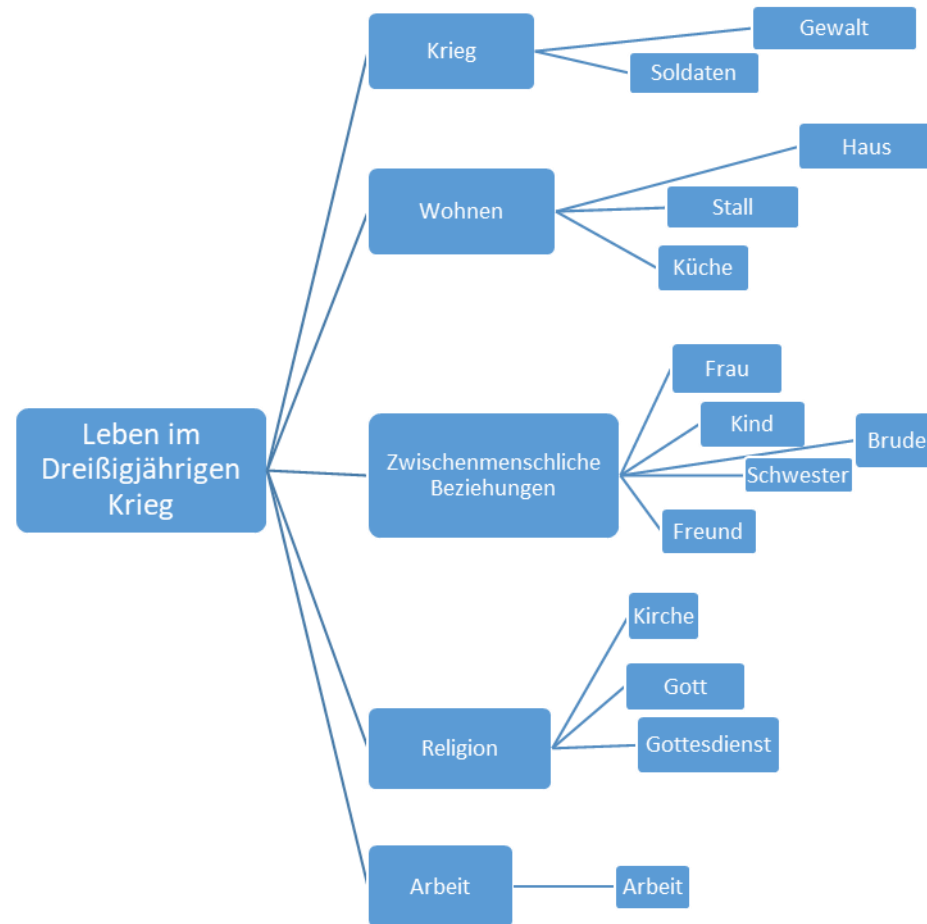 Krieg
Gewalt
Soldaten
Wohnen
Haus
Stall
Küche
Leben im
Dreißigjährigen
Krieg
Zwischenmenschliche
Beziehungen
Frau
Kind
Brude
Schwester
Freund
Religion
Kirche
Gott
Gottesdienst
Arbeit
Arbeit